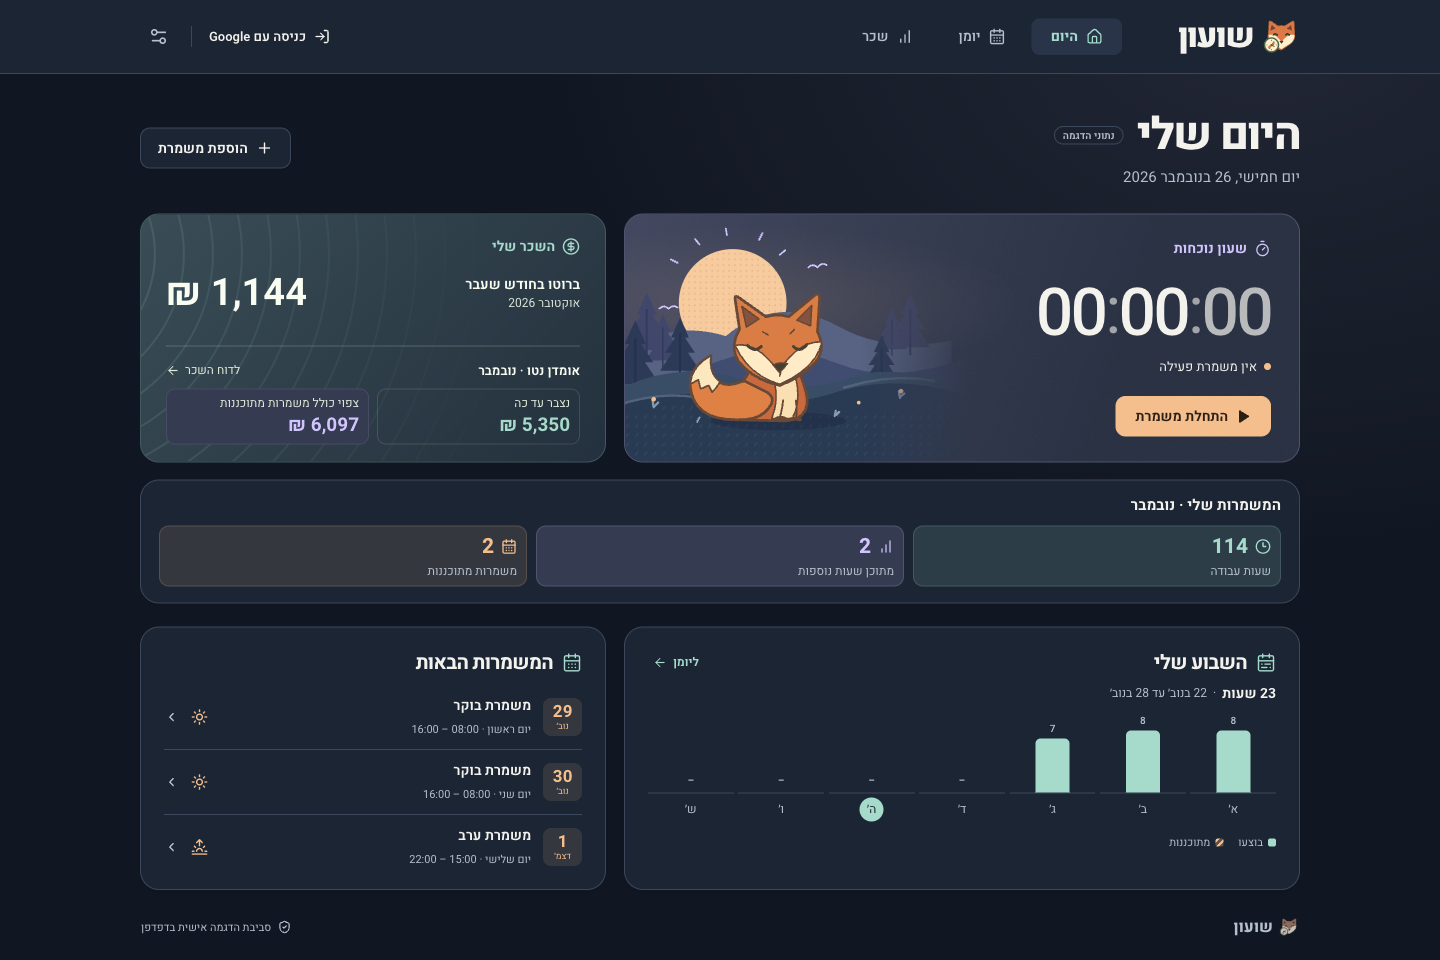 שועון
היום
יומן
שכר
כניסה עם Google
היום שלי
נתוני הדגמה
יום חמישי, 26 בנובמבר 2026
הוספת משמרת
שעון נוכחות
00:00:00
אין משמרת פעילה
התחלת משמרת
השכר שלי
ברוטו בחודש שעבר
אוקטובר 2026
1,144 ₪
אומדן נטו · נובמבר
לדוח השכר
נצבר עד כה
5,350 ₪
צפוי כולל משמרות מתוכננות
6,097 ₪
המשמרות שלי · נובמבר
114
שעות עבודה
2
מתוכן שעות נוספות
2
משמרות מתוכננות
השבוע שלי
ליומן
23 שעות · 22 בנוב׳ עד 28 בנוב׳
8 8 7 – – – –
א׳ ב׳ ג׳ ד׳ ה׳ ו׳ ש׳
בוצעו
מתוכננות
המשמרות הבאות
29
נוב׳
משמרת בוקר
יום ראשון · 08:00 – 16:00
30
נוב׳
משמרת בוקר
יום שני · 08:00 – 16:00
1
דצמ׳
משמרת ערב
יום שלישי · 15:00 – 22:00
שועון
סביבת הדגמה אישית בדפדפן